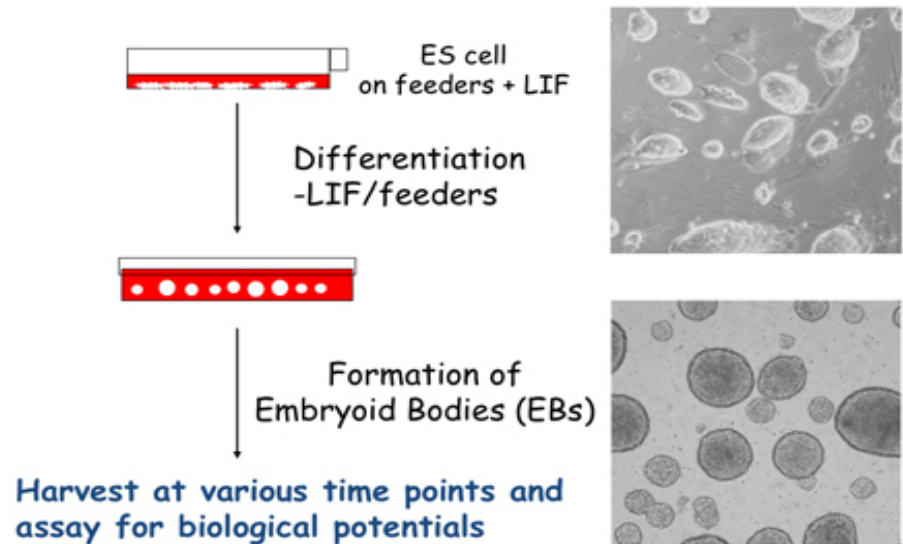 ES cell
on feeders + LIF
Differentiation
-LIF/feeders
Formation of
Embryoid Bodies (EBs)
Harvest at various time points and
assay for biological potentials